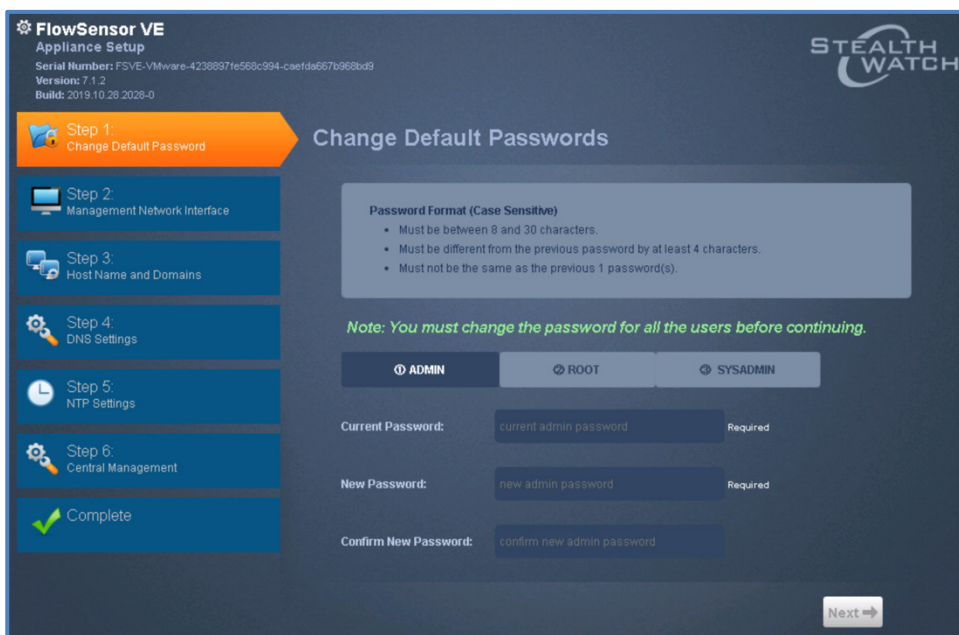 FlowSensor VE
Appliance Setup
Serial Number: FSVE-VMware-4238897fe568c994-caefda667b968bd9
Version: 7.1.2
Build: 2019.10.28.2028-0
STEALTH
WATCH
Step 1:
Change Default Password
Step 2:
Management Network Interface
Step 3:
Host Name and Domains
Step 4:
DNS Settings
Step 5:
NTP Settings
Step 6:
Central Management
Complete
Change Default Passwords
Password Format (Case Sensitive)
• Must be between 8 and 30 characters.
• Must be different from the previous password by at least 4 characters.
• Must not be the same as the previous 1 password(s).
Note: You must change the password for all the users before continuing.
① ADMIN
② ROOT
③ SYSADMIN
Current Password:
current admin password
Required
New Password:
new admin password
Required
Confirm New Password:
confirm new admin password
Next